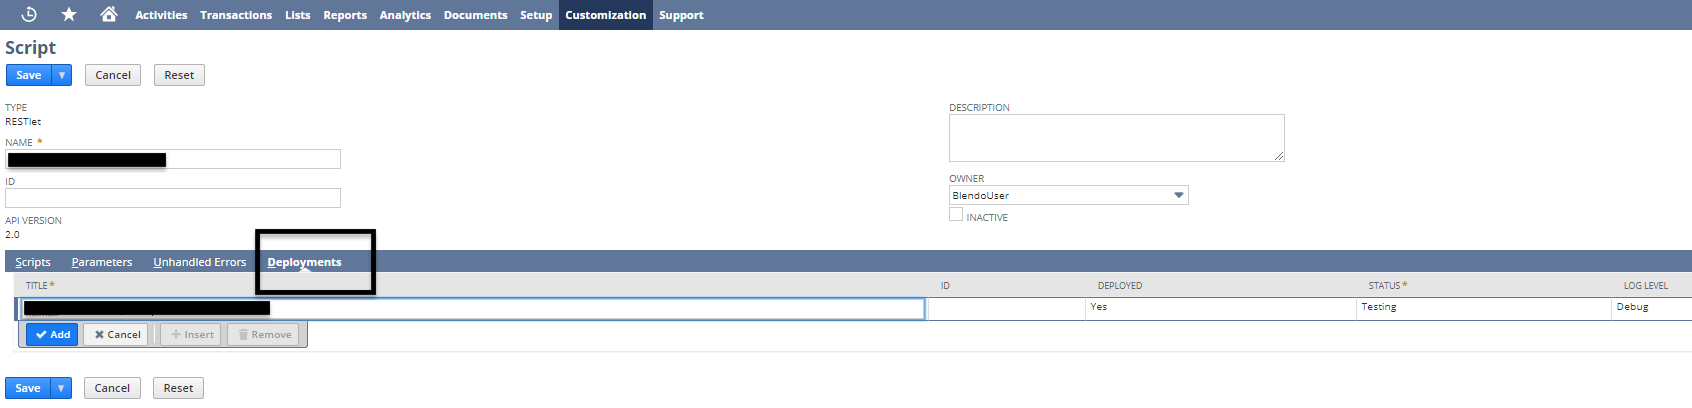 Activities Transactions Lists Reports Analytics Documents Setup Customization Support
Script
Save Cancel Reset
TYPE
RESTlet
NAME *
ID
API VERSION
2.0
DESCRIPTION
OWNER
BlendoUser
INACTIVE
Scripts Parameters Unhandled Errors Deployments
TITLE * ID DEPLOYED STATUS * LOG LEVEL
Yes Testing Debug
Add Cancel Insert Remove
Save Cancel Reset